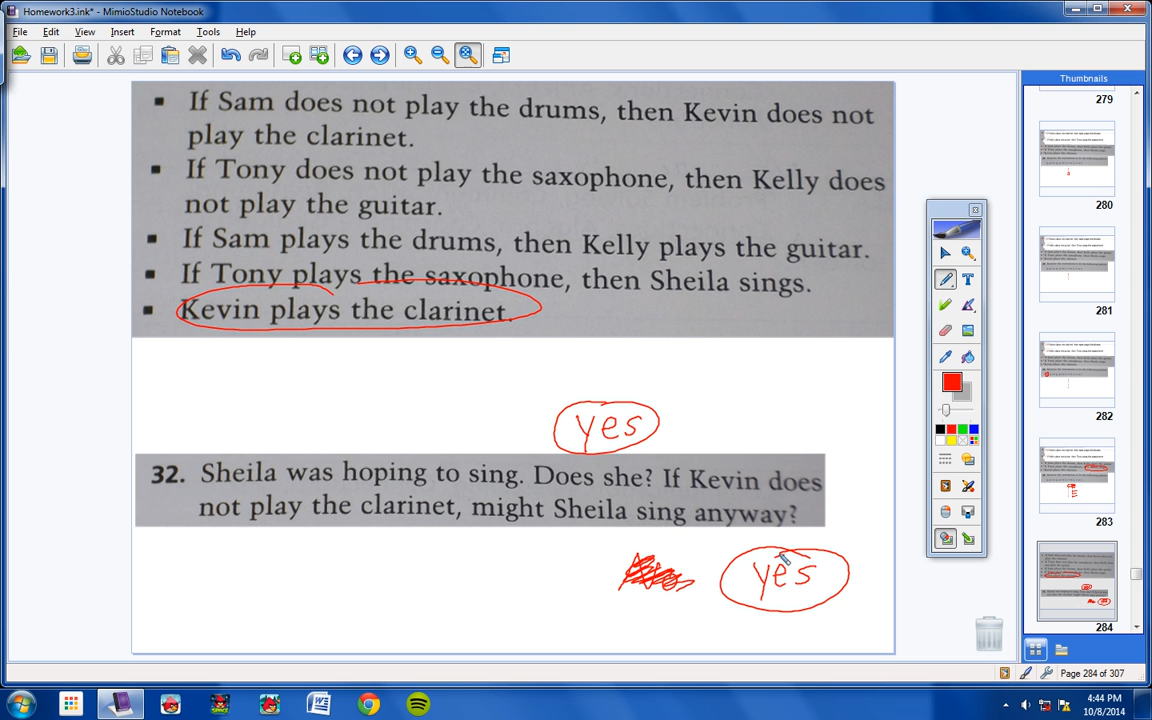 Homework3.ink* - MimioStudio Notebook
File Edit View Insert Format Tools Help
Thumbnails
▪ If Sam does not play the drums, then Kevin does not
play the clarinet.
▪ If Tony does not play the saxophone, then Kelly does
not play the guitar.
▪ If Sam plays the drums, then Kelly plays the guitar.
▪ If Tony plays the saxophone, then Sheila sings.
▪ Kevin plays the clarinet.
yes
32. Sheila was hoping to sing. Does she? If Kevin does
not play the clarinet, might Sheila sing anyway?
yes
279
280
281
282
283
284
Page 284 of 307
4:44 PM
10/8/2014